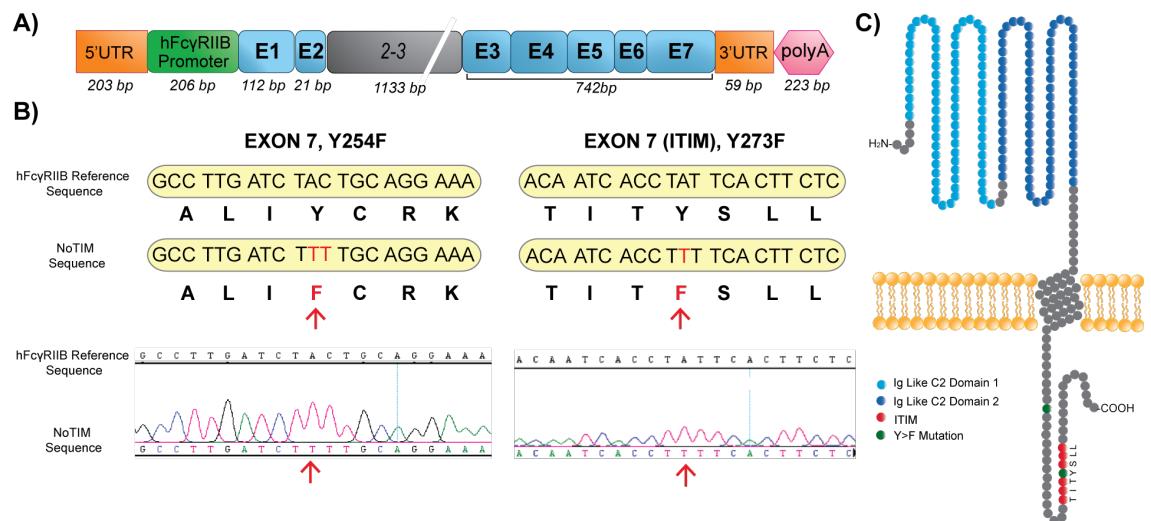 A)
5'UTR
hFcγRIIB Promoter
E1
E2
2-3
E3
E4
E5
E6
E7
3'UTR
polyA
203 bp
206 bp
112 bp
21 bp
1133 bp
742bp
59 bp
223 bp
B)
EXON 7, Y254F
EXON 7 (ITIM), Y273F
hFcγRIIB Reference
Sequence
GCC TTG ATC TAC TGC AGG AAA
ACA ATC ACC TAT TCA CTT CTC
A L I Y C R K
T I T Y S L L
NoTIM
Sequence
GCC TTG ATC TTT TGC AGG AAA
ACA ATC ACC TTT TCA CTT CTC
A L I F C R K
T I T F S L L
hFcγRIIB Reference
Sequence
G C C T T G A T C T A C T G C A G G A A A
A C A A T C A C C T A T T C A C T T C T C
NoTIM
Sequence
G C C T T G A T C T T T T G C A G G A A A
A C A A T C A C C T T T T C A C T T C T C
C)
H2N-
-COOH
Ig Like C2 Domain 1
Ig Like C2 Domain 2
ITIM
Y>F Mutation
TITYSLL